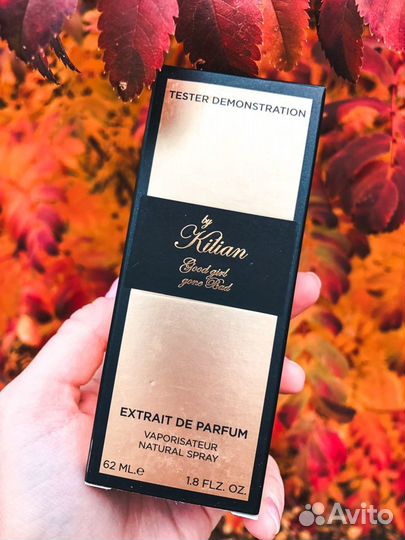 TESTER DEMONSTRATION
by
Kilian
Good girl
gone Bad
EXTRAIT DE PARFUM
VAPORISATEUR
NATURAL SPRAY
62 ML.e 1.8 FLZ. OZ.
Avito